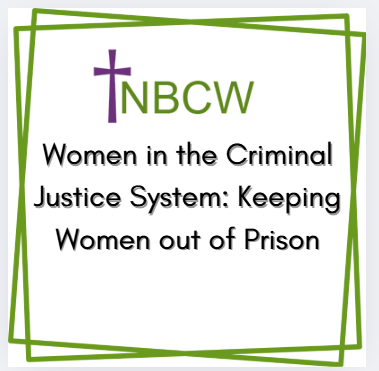 NBCW
Women in the Criminal
Justice System: Keeping
Women out of Prison